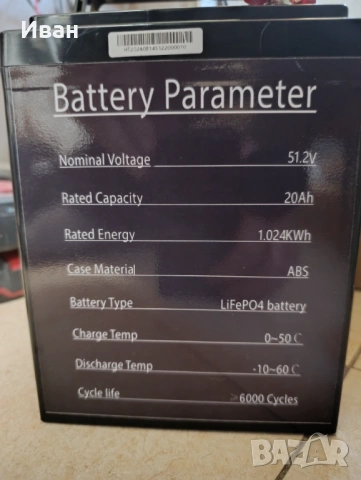 Иван
Battery Parameter
Nominal Voltage 51.2V
Rated Capacity 20Ah
Rated Energy 1.024KWh
Case Material ABS
Battery Type LiFePO4 battery
Charge Temp 0~50℃
Discharge Temp -10~60℃
Cycle life >6000 Cycles
BAZAR